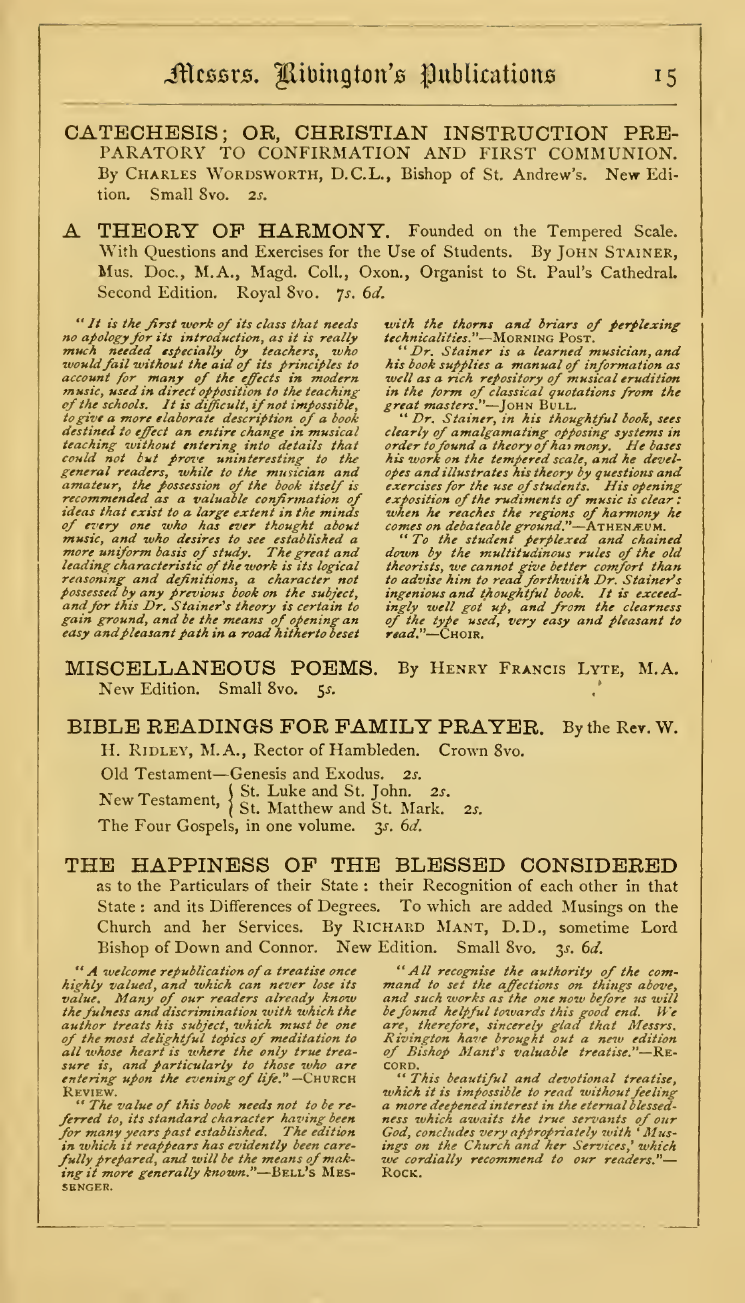 Messrs. Rivington's Publications 15
CATECHESIS; OR, CHRISTIAN INSTRUCTION PRE-
PARATORY TO CONFIRMATION AND FIRST COMMUNION.
By CHARLES WORDSWORTH, D.C.L., Bishop of St. Andrew's. New Edi-
tion. Small 8vo. 2s.
A THEORY OF HARMONY. Founded on the Tempered Scale.
With Questions and Exercises for the Use of Students. By JOHN STAINER,
Mus. Doc., M.A., Magd. Coll., Oxon., Organist to St. Paul's Cathedral.
Second Edition. Royal 8vo. 7s. 6d.
"It is the first work of its class that needs
no apology for its introduction, as it is really
much needed especially by teachers, who
would fail without the aid of its principles to
account for many of the effects in modern
music, used in direct opposition to the teaching
of the schools. It is difficult, if not impossible,
to give a more elaborate description of a book
destined to effect an entire change in musical
teaching without entering into details that
could not but prove uninteresting to the
general readers, while to the musician and
amateur, the possession of the book itself is
recommended as a valuable confirmation of
ideas that exist to a large extent in the minds
of every one who has ever thought about
music, and who desires to see established a
more uniform basis of study. The great and
leading characteristic of the work is its logical
reasoning and definitions, a character not
possessed by any previous book on the subject,
and for this Dr. Stainer's theory is certain to
gain ground, and be the means of opening an
easy and pleasant path in a road hitherto beset
with the thorns and briars of perplexing
technicalities."—MORNING POST.
"Dr. Stainer is a learned musician, and
his book supplies a manual of information as
well as a rich repository of musical erudition
in the form of classical quotations from the
great masters."—JOHN BULL.
"Dr. Stainer, in his thoughtful book, sees
clearly of amalgamating opposing systems in
order to found a theory of harmony. He bases
his work on the tempered scale, and he devel-
opes and illustrates his theory by questions and
exercises for the use of students. His opening
exposition of the rudiments of music is clear:
when he reaches the regions of harmony he
comes on debateable ground."—ATHENÆUM.
"To the student perplexed and chained
down by the multitudinous rules of the old
theorists, we cannot give better comfort than
to advise him to read forthwith Dr. Stainer's
ingenious and thoughtful book. It is exceed-
ingly well got up, and from the clearness
of the type used, very easy and pleasant to
read."—CHOIR.
MISCELLANEOUS POEMS. By HENRY FRANCIS LYTE, M.A.
New Edition. Small 8vo. 5s.
BIBLE READINGS FOR FAMILY PRAYER. By the Rev. W.
H. RIDLEY, M.A., Rector of Hambleden. Crown 8vo.
Old Testament—Genesis and Exodus. 2s.
New Testament, { St. Luke and St. John. 2s.
St. Matthew and St. Mark. 2s.
The Four Gospels, in one volume. 3s. 6d.
THE HAPPINESS OF THE BLESSED CONSIDERED
as to the Particulars of their State: their Recognition of each other in that
State: and its Differences of Degrees. To which are added Musings on the
Church and her Services. By RICHARD MANT, D.D., sometime Lord
Bishop of Down and Connor. New Edition. Small 8vo. 3s. 6d.
"A welcome republication of a treatise once
highly valued, and which can never lose its
value. Many of our readers already know
the fulness and discrimination with which the
author treats his subject, which must be one
of the most delightful topics of meditation to
all whose heart is where the only true trea-
sure is, and particularly to those who are
entering upon the evening of life."—CHURCH
REVIEW.
"The value of this book needs not to be re-
ferred to, its standard character having been
for many years past established. The edition
in which it reappears has evidently been care-
fully prepared, and will be the means of mak-
ing it more generally known."—BELL'S MES-
SENGER.
"All recognise the authority of the com-
mand to set the affections on things above,
and such works as the one now before us will
be found helpful towards this good end. We
are, therefore, sincerely glad that Messrs.
Rivington have brought out a new edition
of Bishop Mant's valuable treatise."—RE-
CORD.
"This beautiful and devotional treatise,
which it is impossible to read without feeling
a more deepened interest in the eternal blessed-
ness which awaits the true servants of our
God, concludes very appropriately with 'Mus-
ings on the Church and her Services,' which
we cordially recommend to our readers."—
ROCK.